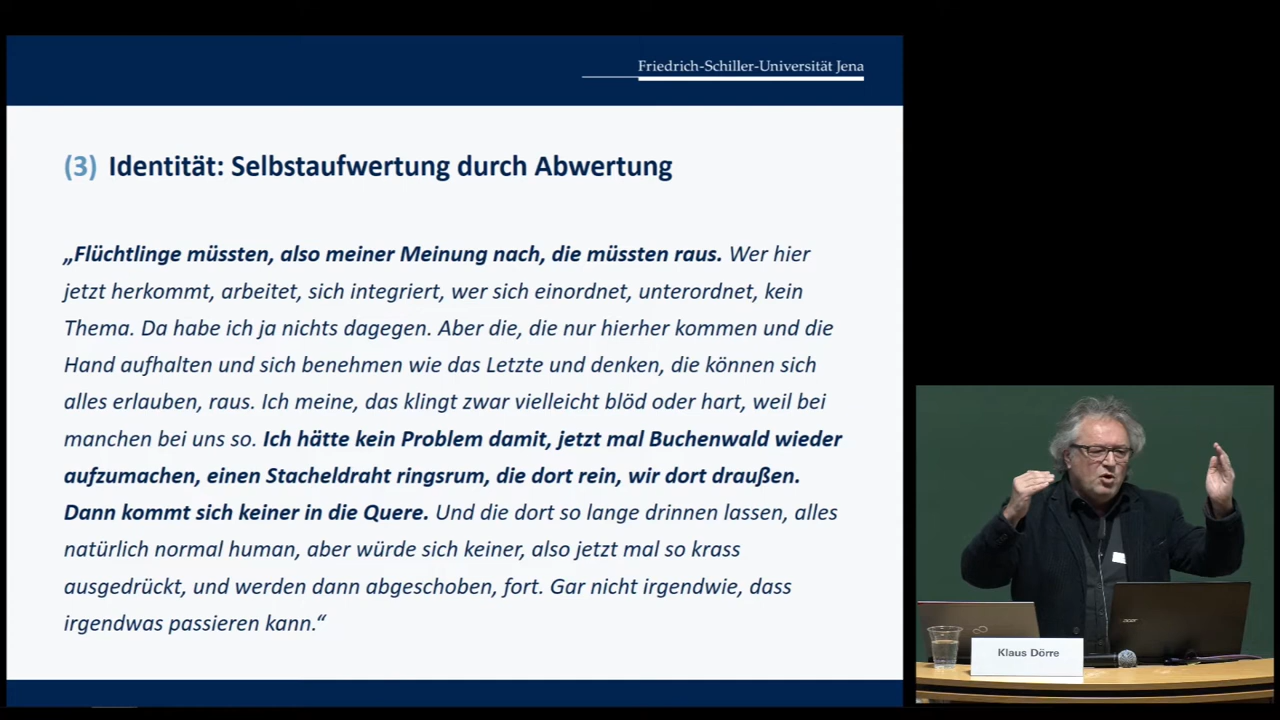 Friedrich-Schiller-Universität Jena
(3) Identität: Selbstaufwertung durch Abwertung
„Flüchtlinge müssten, also meiner Meinung nach, die müssten raus. Wer hier
jetzt herkommt, arbeitet, sich integriert, wer sich einordnet, unterordnet, kein
Thema. Da habe ich ja nichts dagegen. Aber die, die nur hierher kommen und die
Hand aufhalten und sich benehmen wie das Letzte und denken, die können sich
alles erlauben, raus. Ich meine, das klingt zwar vielleicht blöd oder hart, weil bei
manchen bei uns so. Ich hätte kein Problem damit, jetzt mal Buchenwald wieder
aufzumachen, einen Stacheldraht ringsrum, die dort rein, wir dort draußen.
Dann kommt sich keiner in die Quere. Und die dort so lange drinnen lassen, alles
natürlich normal human, aber würde sich keiner, also jetzt mal so krass
ausgedrückt, und werden dann abgeschoben, fort. Gar nicht irgendwie, dass
irgendwas passieren kann.“
acer
Klaus Dörre